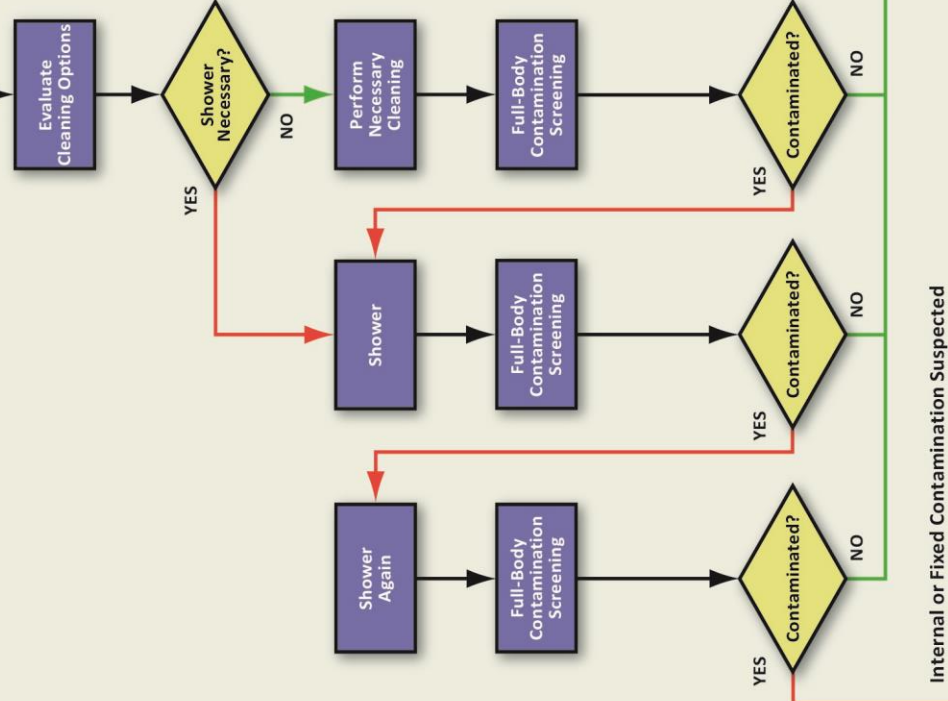 Evaluate
Cleaning Options
Shower
Necessary?
YES
NO
Perform
Necessary
Cleaning
Full-Body
Contamination
Screening
Contaminated?
YES
NO
Shower
Full-Body
Contamination
Screening
Contaminated?
YES
NO
Shower
Again
Full-Body
Contamination
Screening
Contaminated?
YES
NO
Internal or Fixed Contamination Suspected